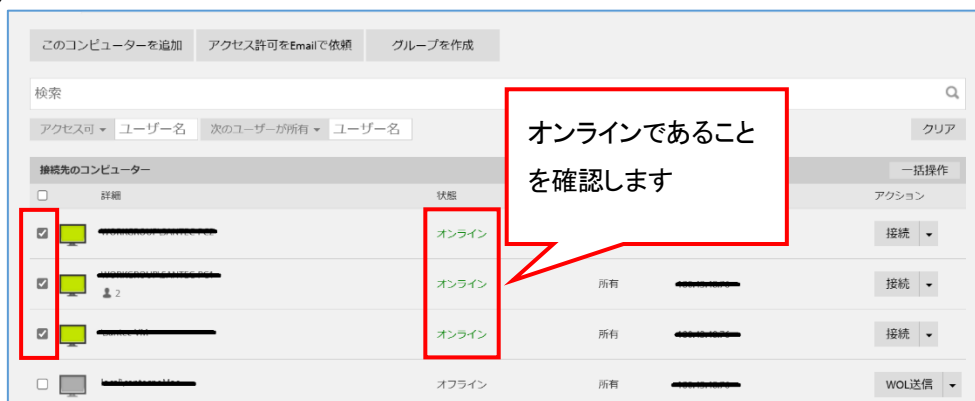 このコンピューターを追加 アクセス許可をEmailで依頼 グループを作成
検索
アクセス可 ユーザー名 次のユーザーが所有 ユーザー名 クリア
オンラインであること
を確認します
接続先のコンピューター 一括操作
詳細 状態 アクション
オンライン 接続
オンライン 所有 接続
2
オンライン 所有 接続
オフライン 所有 WOL送信